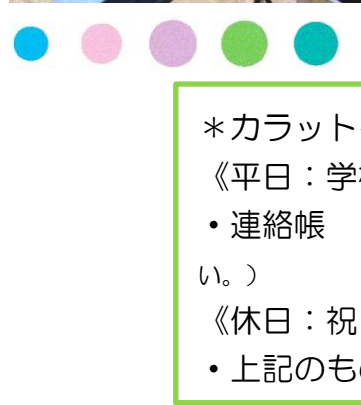 ＊カラット
《平日：学
・連絡帳
い。）
《休日：祝
・上記のも